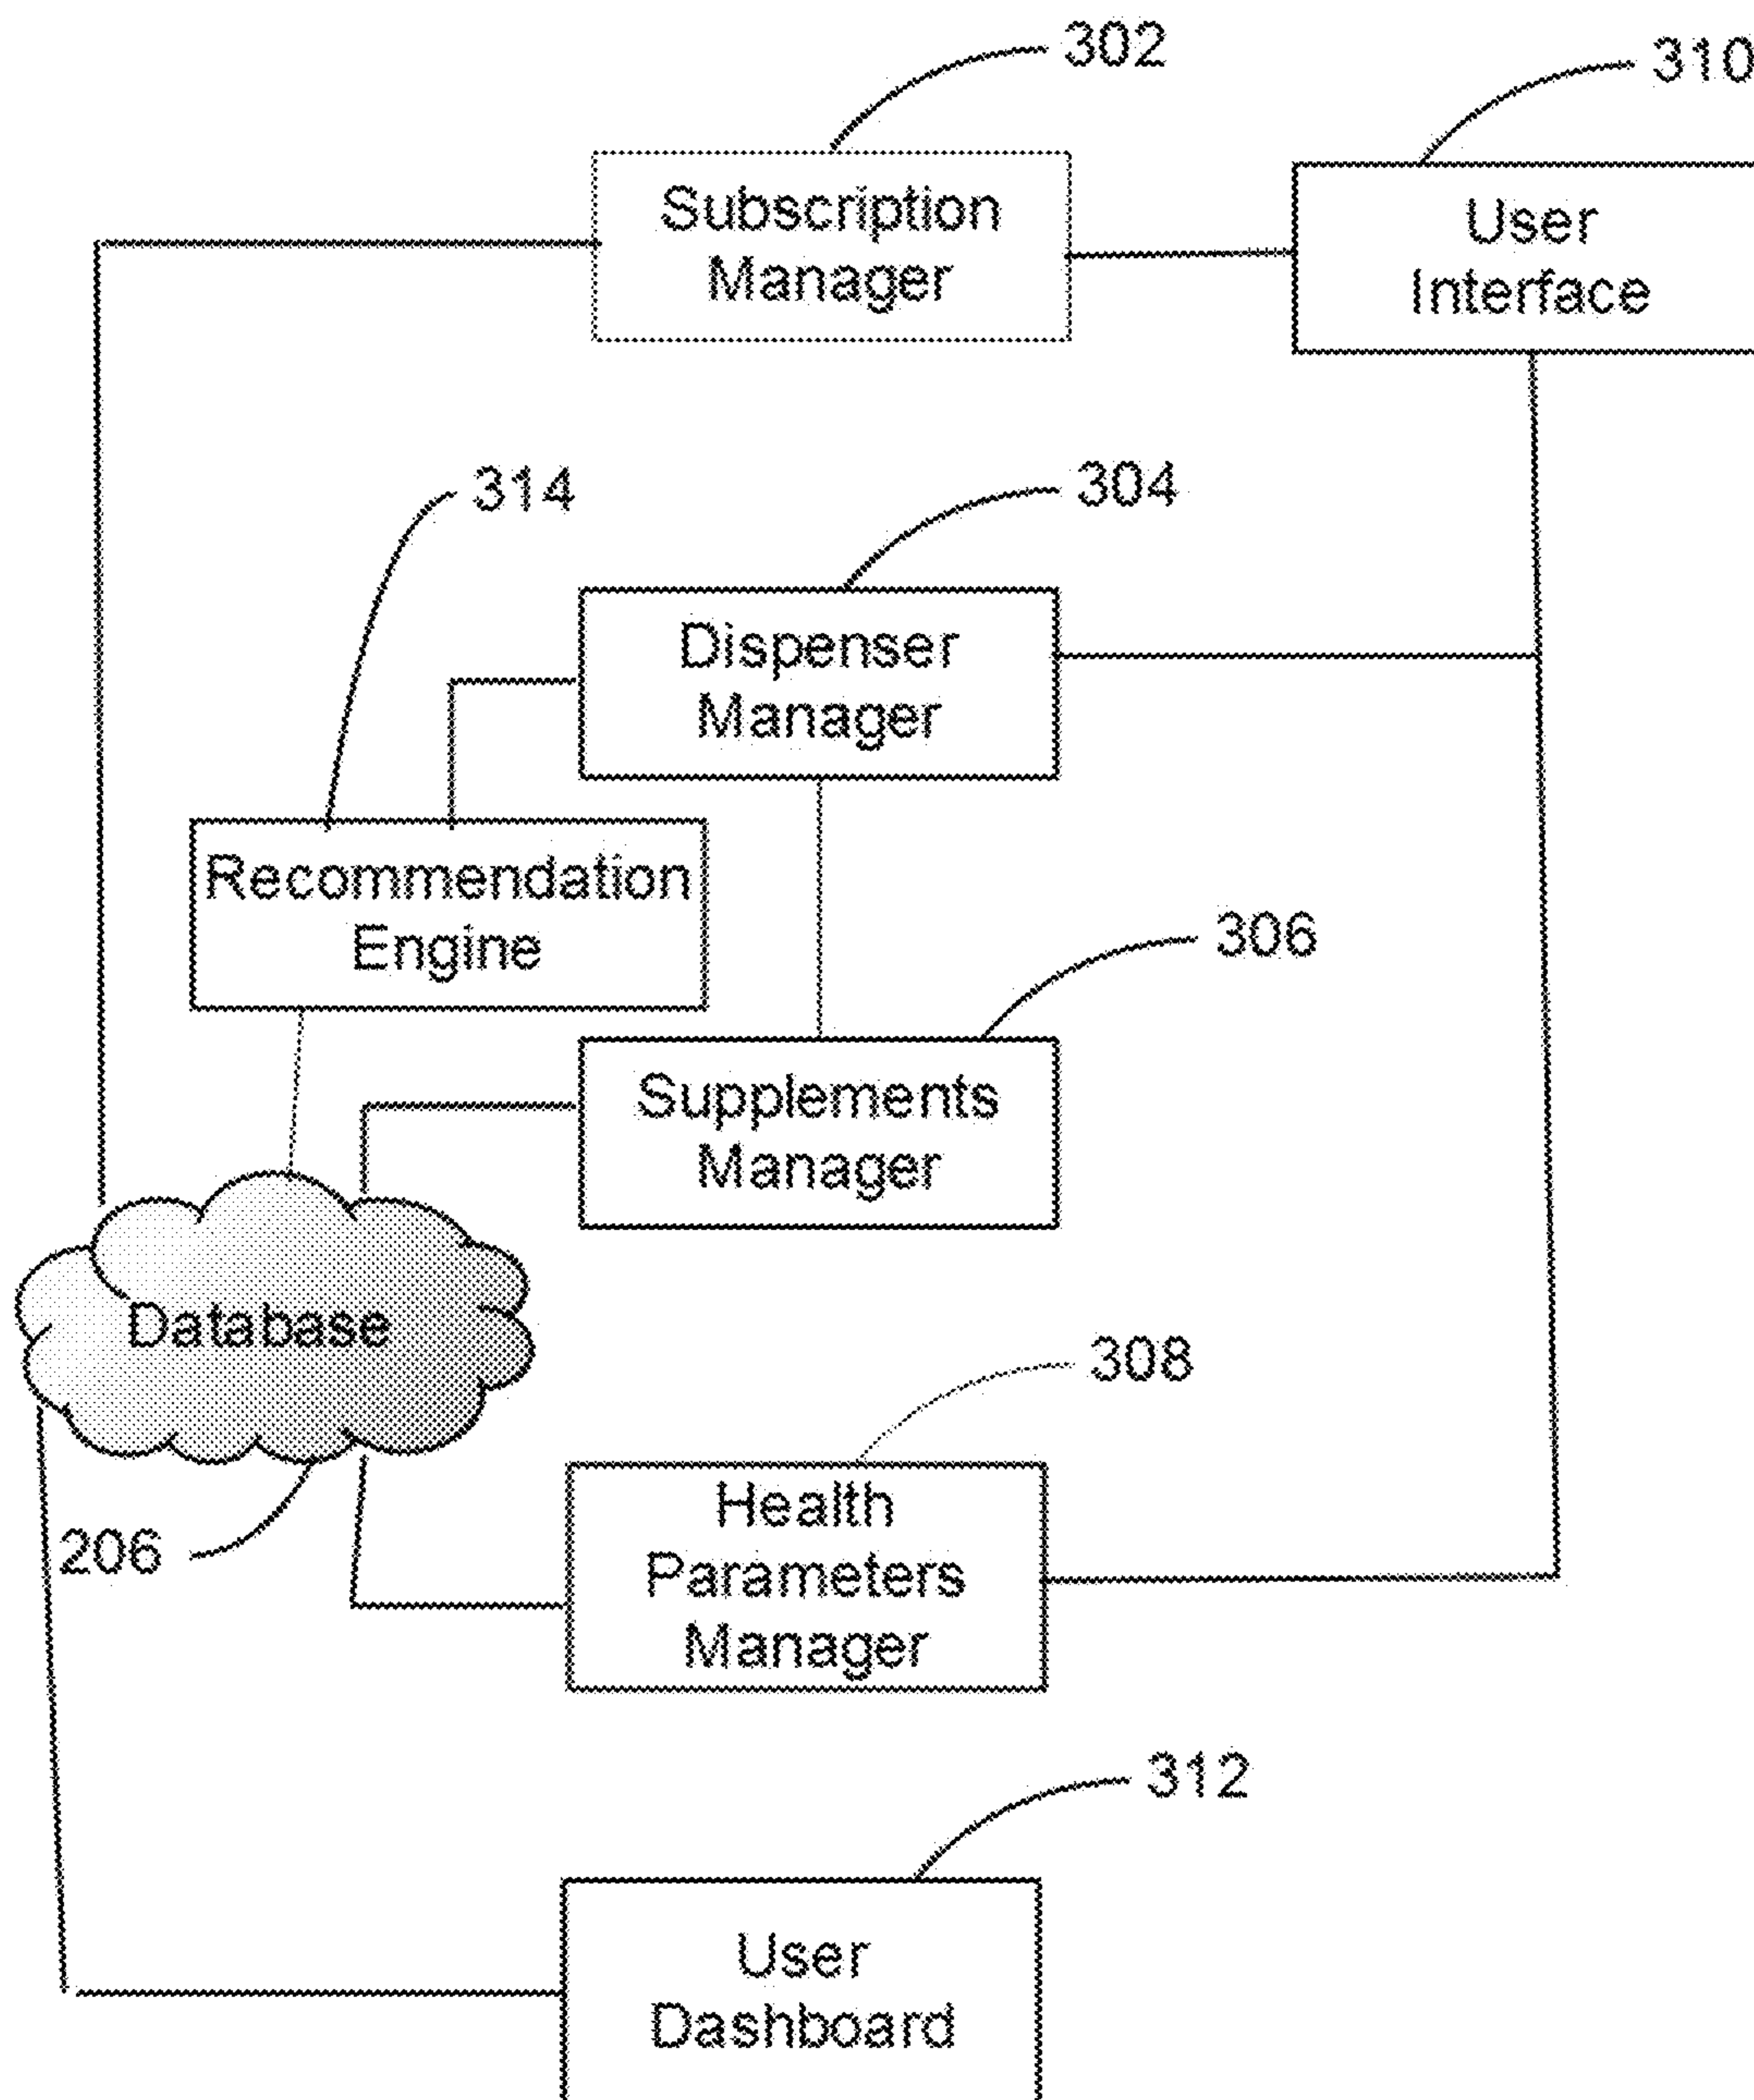 302
310
Subscription
Manager
User
Interface
314
304
Dispenser
Manager
Recommendation
Engine
306
Supplements
Manager
Database
308
206
Health
Parameters
Manager
312
User
Dashboard